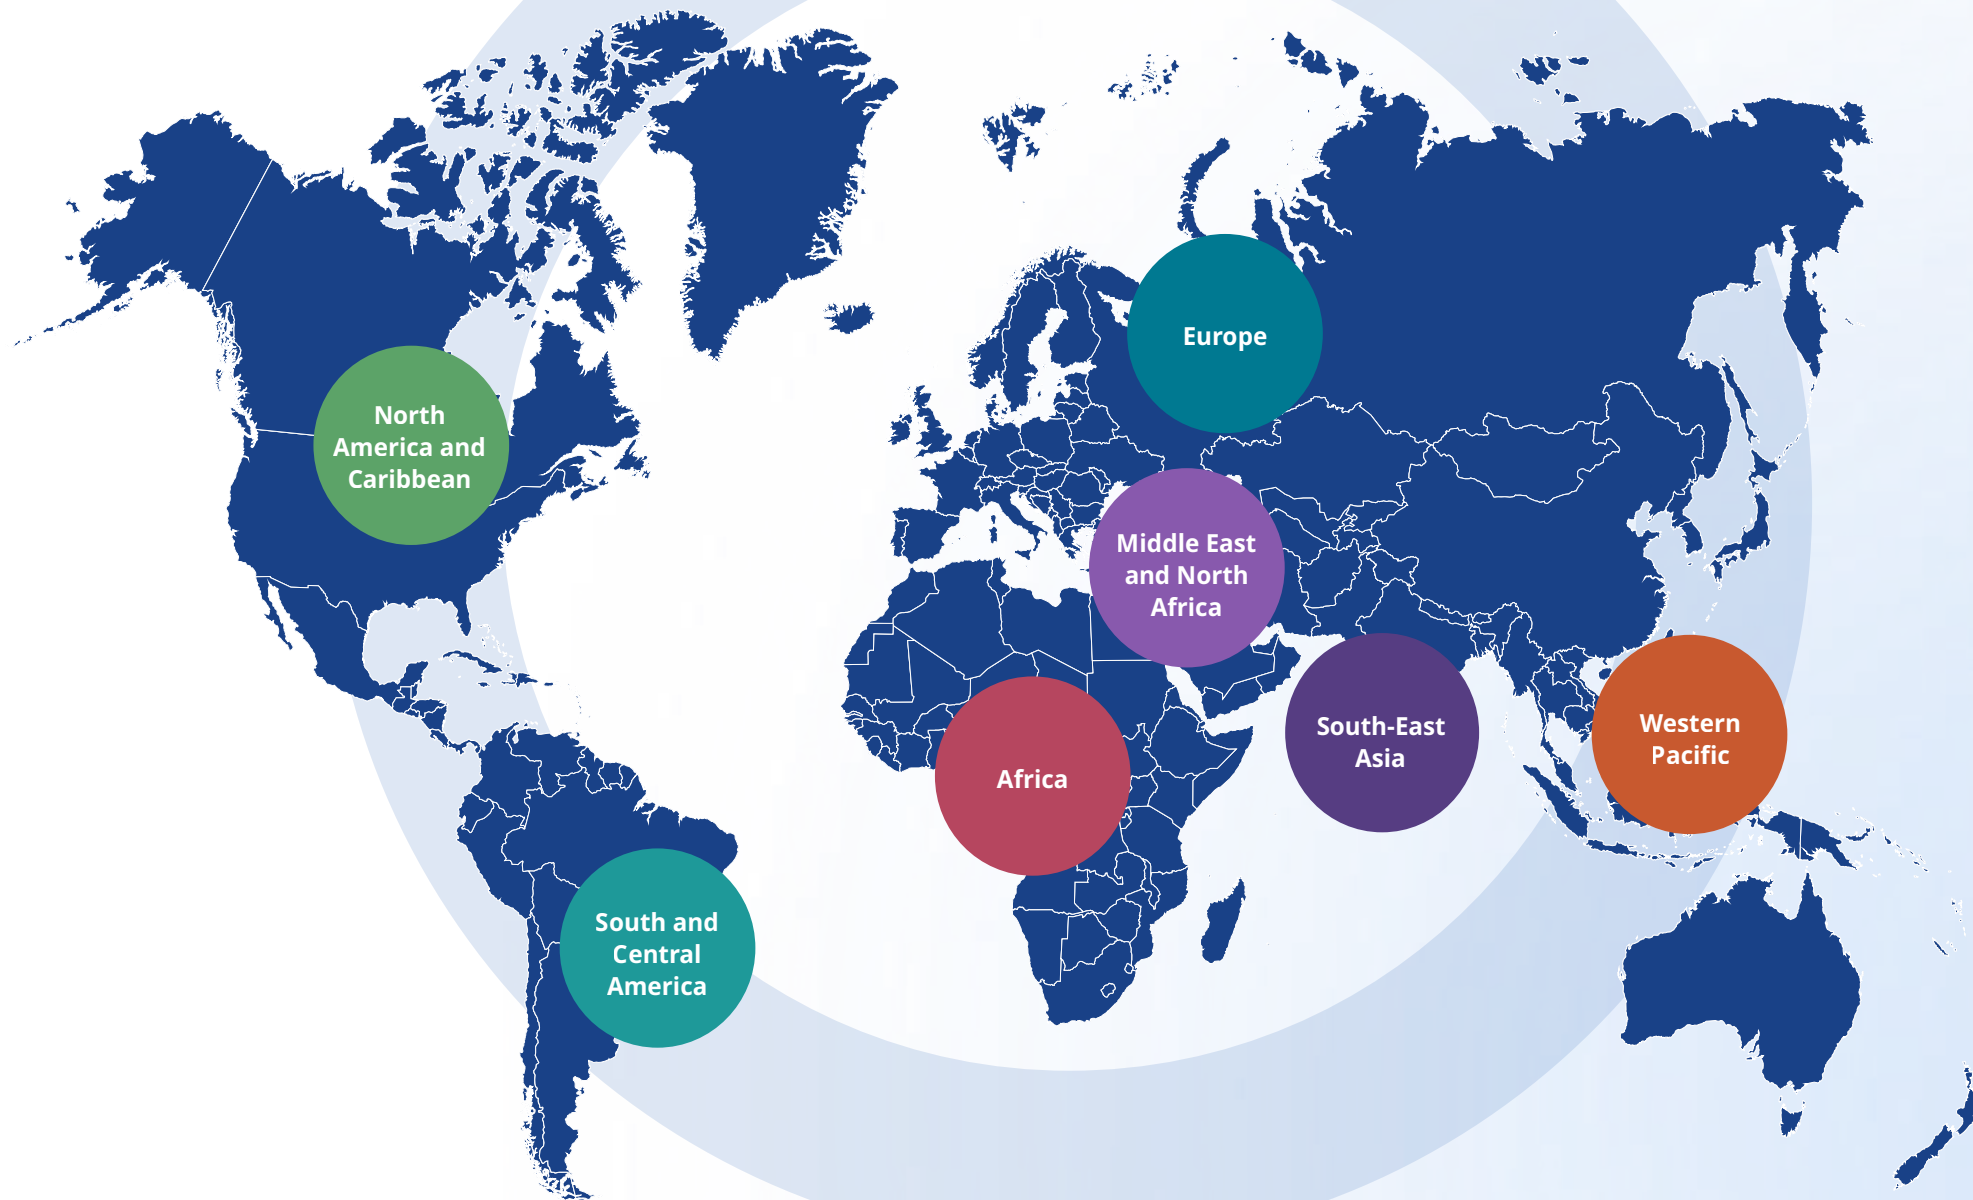 Europe
North
America and
Caribbean
Middle East
and North
Africa
South-East
Asia
Western
Pacific
Africa
South and
Central
America